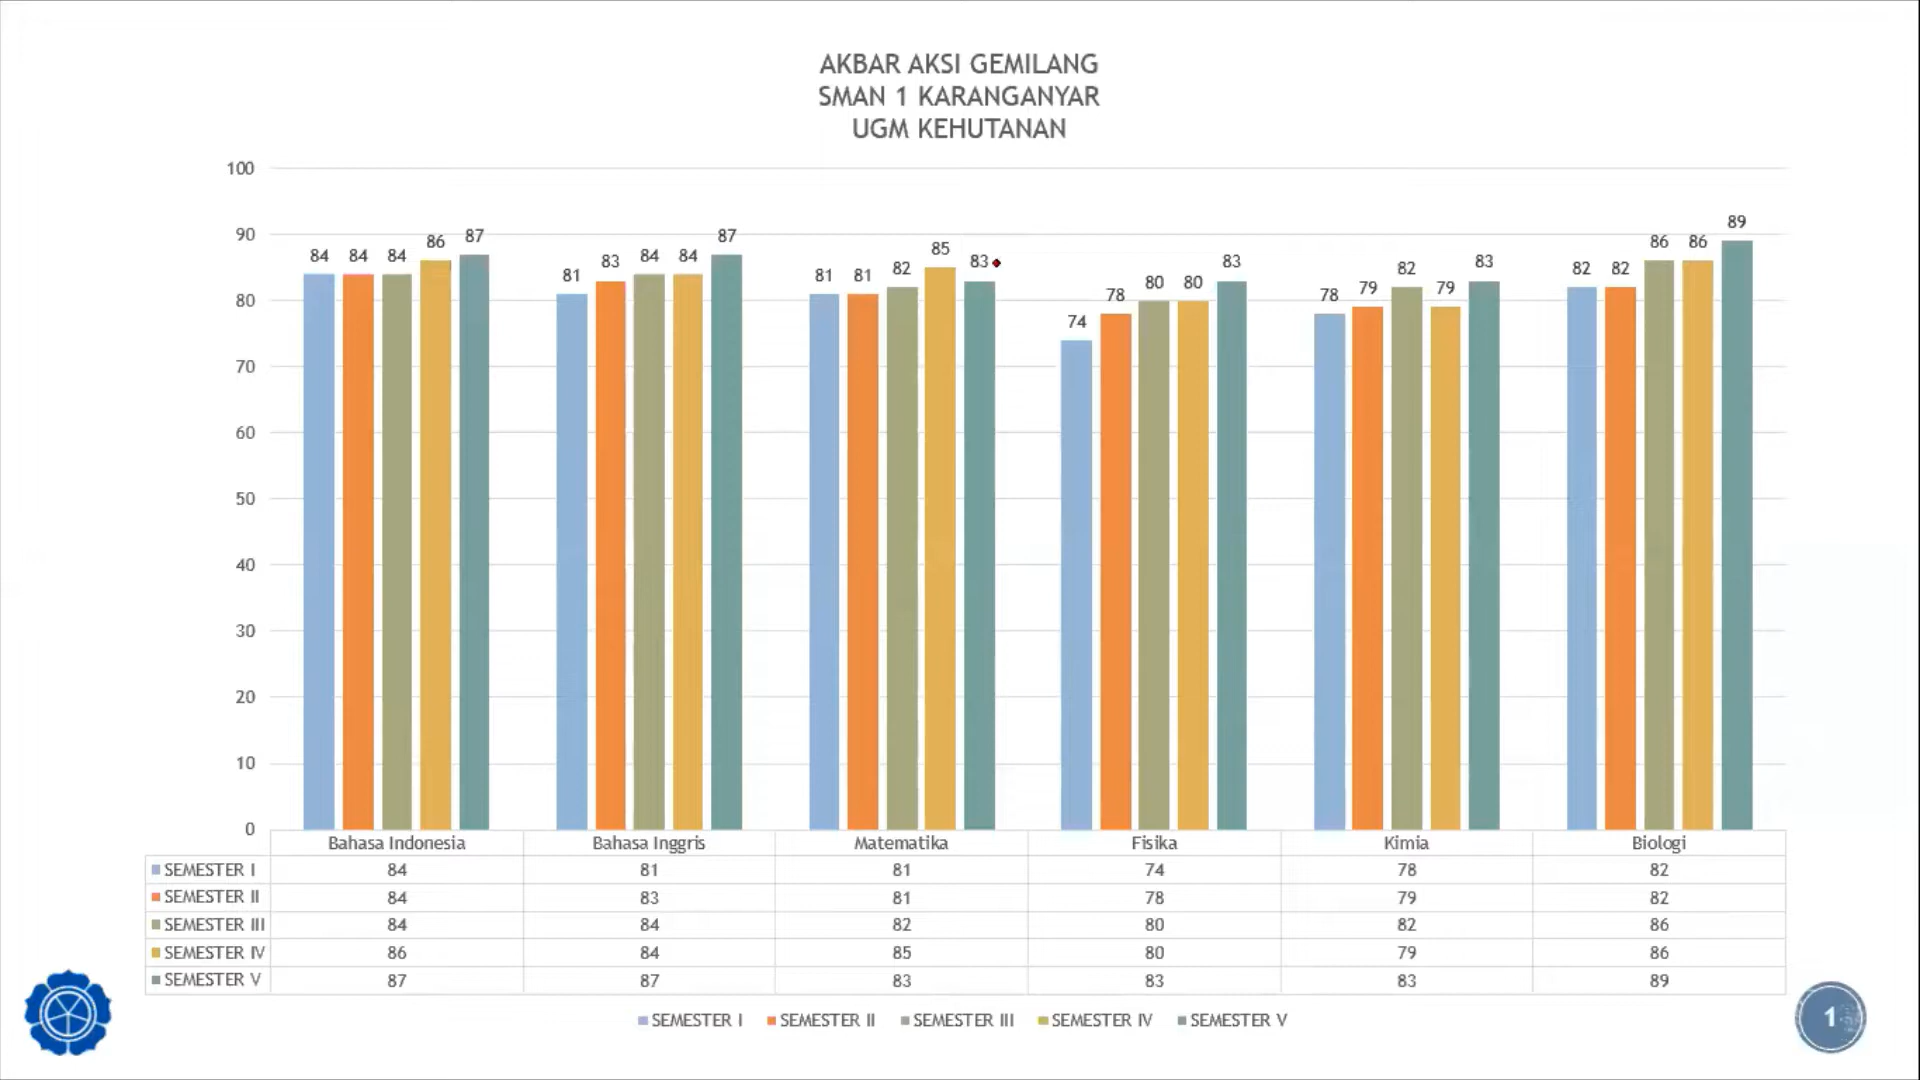 AKBAR AKSI GEMILANG
SMAN 1 KARANGANYAR
UGM KEHUTANAN
100
90
80
70
60
50
40
30
20
10
0
84 84 84 86 87
81 83 84 84 87
81 81 82 85 83
74 78 80 80 83
78 79 82 79 83
82 82 86 86 89
Bahasa Indonesia Bahasa Inggris Matematika Fisika Kimia Biologi
SEMESTER I 84 81 81 74 78 82
SEMESTER II 84 83 81 78 79 82
SEMESTER III 84 84 82 80 82 86
SEMESTER IV 86 84 85 80 79 86
SEMESTER V 87 87 83 83 83 89
SEMESTER I SEMESTER II SEMESTER III SEMESTER IV SEMESTER V
1